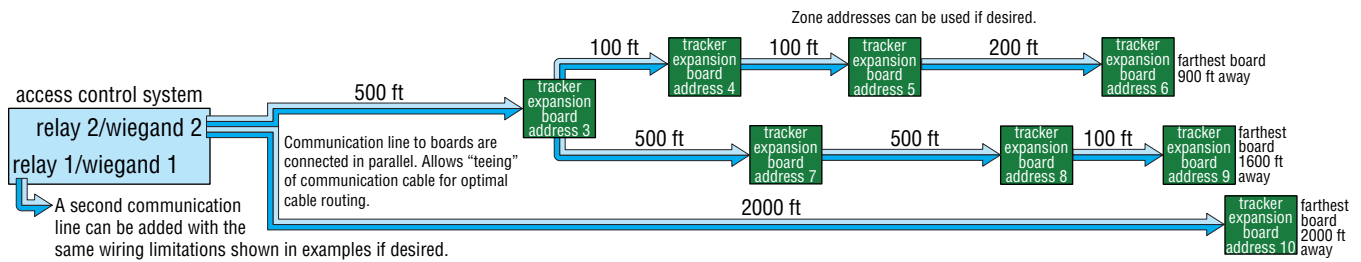 Zone addresses can be used if desired.
100 ft
100 ft
200 ft
tracker
expansion
board
address 4
tracker
expansion
board
address 5
tracker
expansion
board
address 6
farthest board
900 ft away
access control system
relay 2/wiegand 2
relay 1/wiegand 1
500 ft
tracker
expansion
board
address 3
Communication line to boards are
connected in parallel. Allows “teeing”
of communication cable for optimal
cable routing.
500 ft
500 ft
100 ft
tracker
expansion
board
address 7
tracker
expansion
board
address 8
tracker
expansion
board
address 9
farthest
board
1600 ft
away
A second communication
line can be added with the
same wiring limitations shown in examples if desired.
2000 ft
tracker
expansion
board
address 10
farthest
board
2000 ft
away